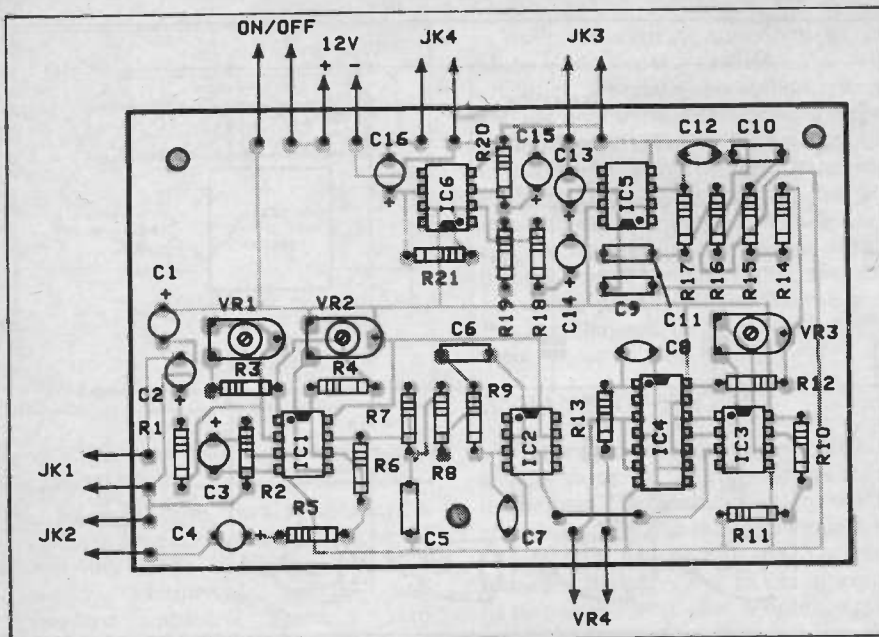 ON/OFF
12V
+ -
JK4
JK3
C16
R20
C15
C13
C12
C10
IC6
IC5
+
+
+
R21
R19
R18
C14
+
C9
C11
R17
R16
R15
R14
C1
+
VR1
VR2
C6
C8
VR3
R3
R4
C2
+
R7
R9
R12
R1
+
C3
R2
IC1
R6
R8
IC2
R13
IC4
IC3
R10
JK1
JK2
C4
+
R5
C5
C7
R11
VR4